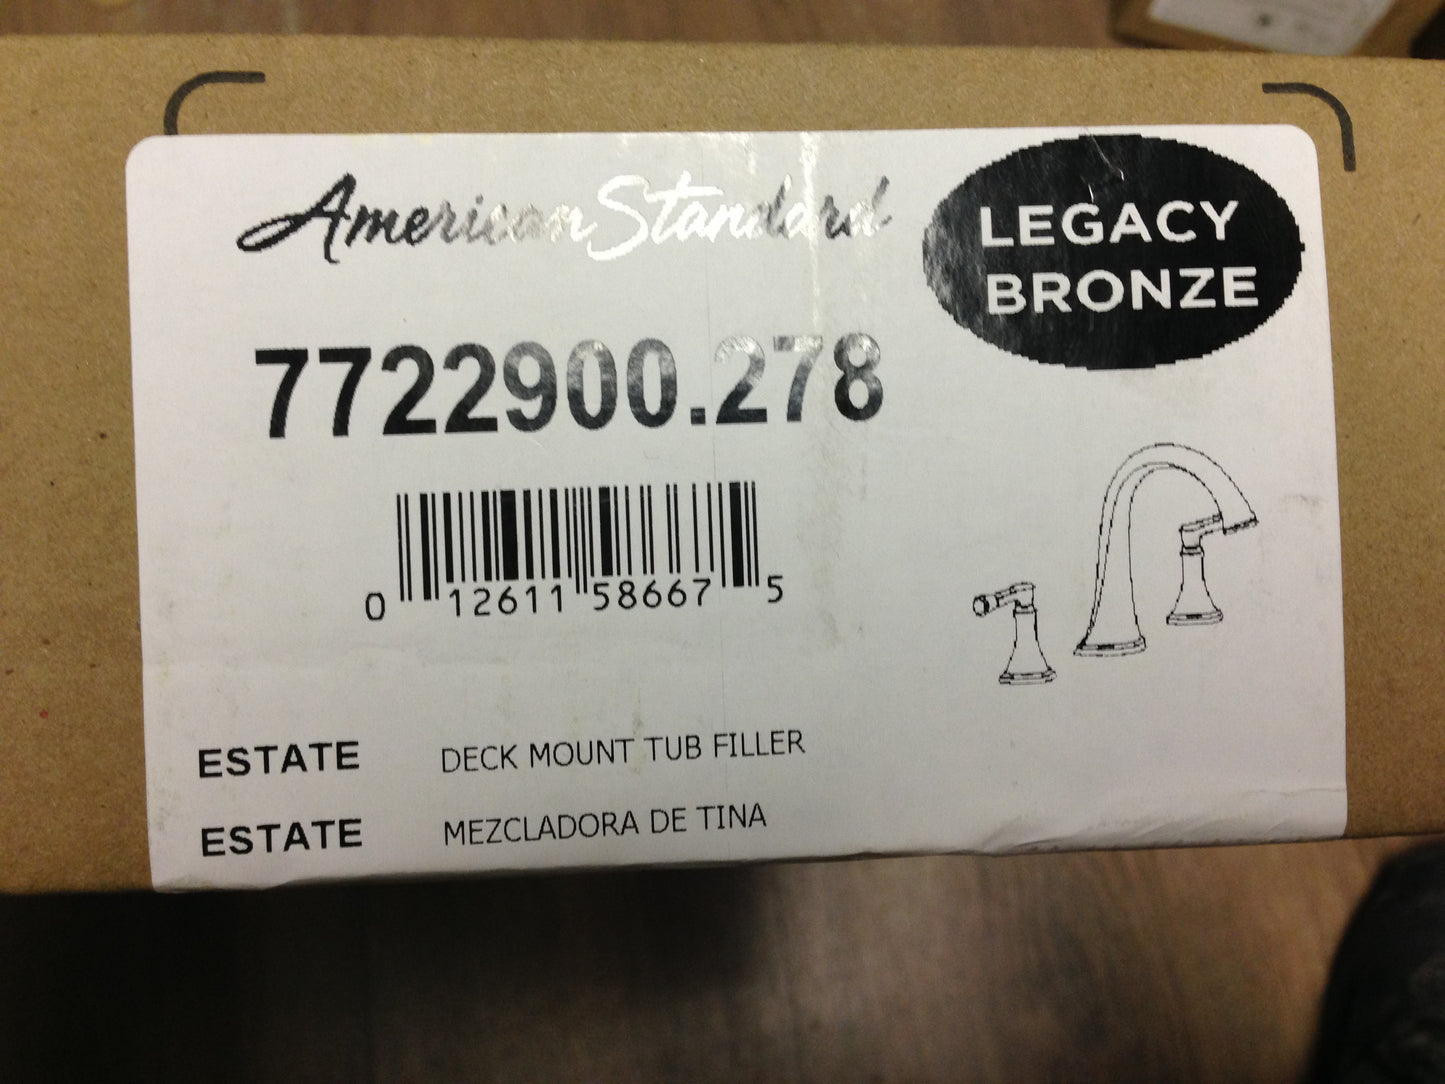 American Standard
LEGACY
BRONZE
7722900.278
0 12611 58667 5
ESTATE DECK MOUNT TUB FILLER
ESTATE MEZCLADORA DE TINA